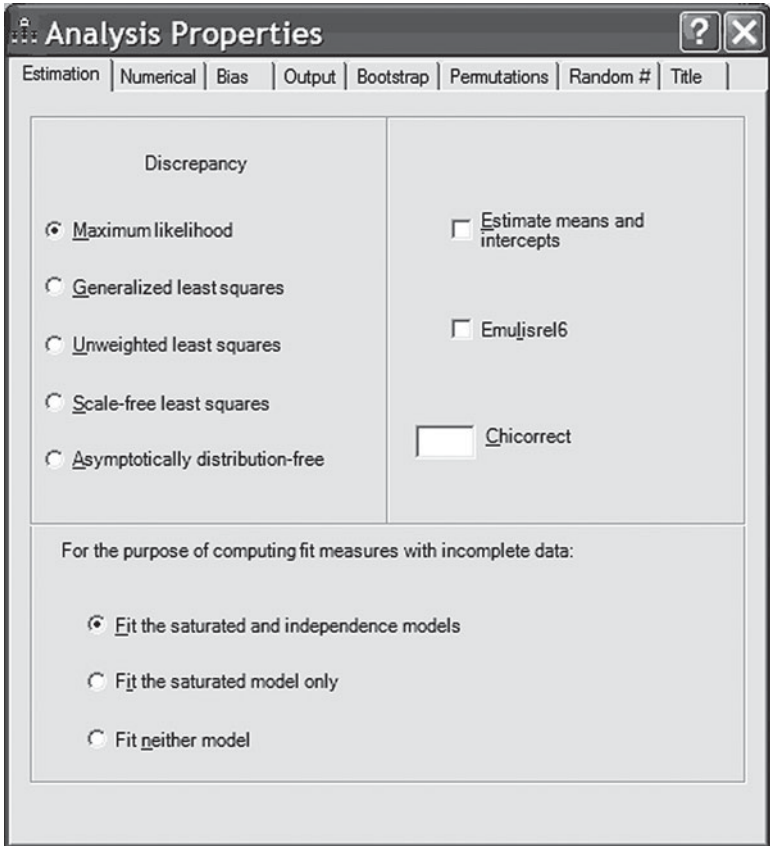 Analysis Properties
Estimation Numerical Bias Output Bootstrap Permutations Random # Title
Discrepancy
Maximum likelihood
Generalized least squares
Unweighted least squares
Scale-free least squares
Asymptotically distribution-free
Estimate means and
intercepts
Emulisrel6
Chicorrect
For the purpose of computing fit measures with incomplete data:
Fit the saturated and independence models
Fit the saturated model only
Fit neither model